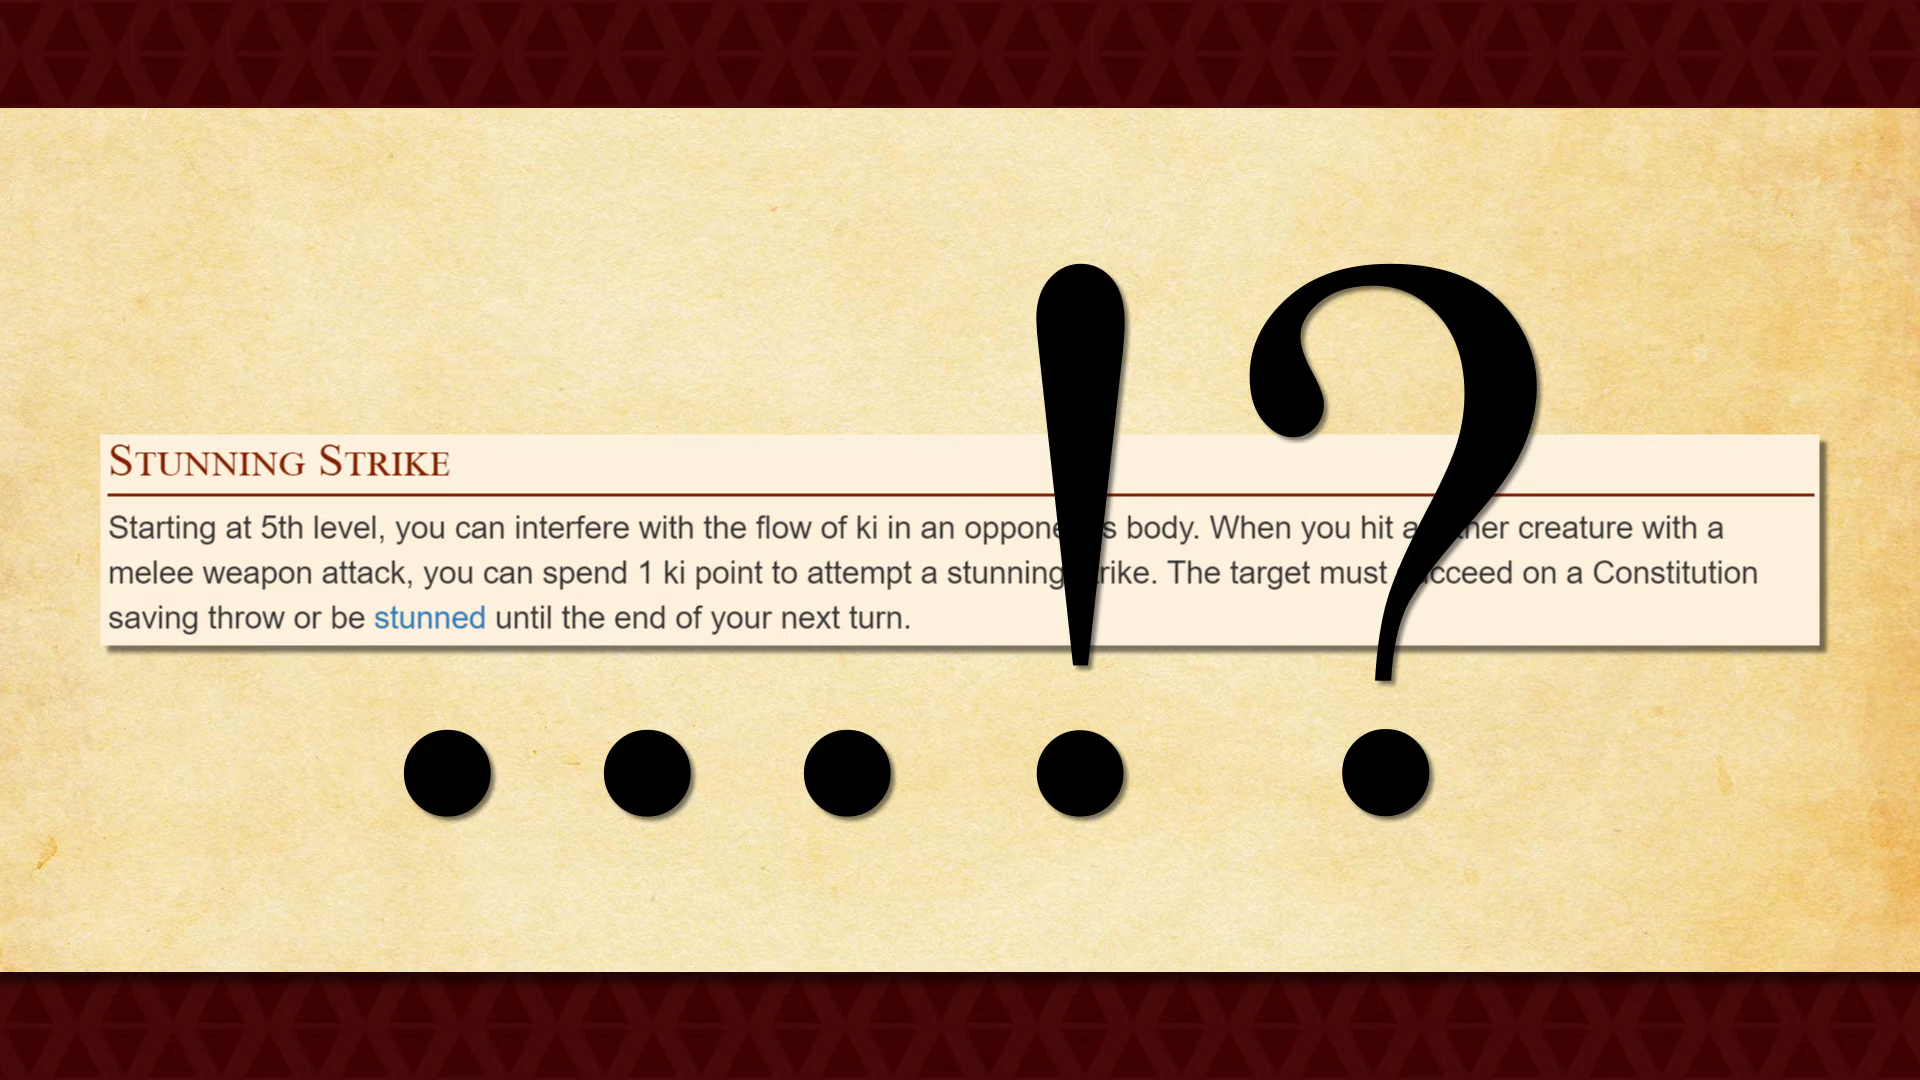 STUNNING STRIKE
Starting at 5th level, you can interfere with the flow of ki in an body. When you hit creature with a
melee weapon attack, you can spend 1 ki point to attempt a stunning The target must on a Constitution
saving throw or be stunned until the end of your next turn.
...!?